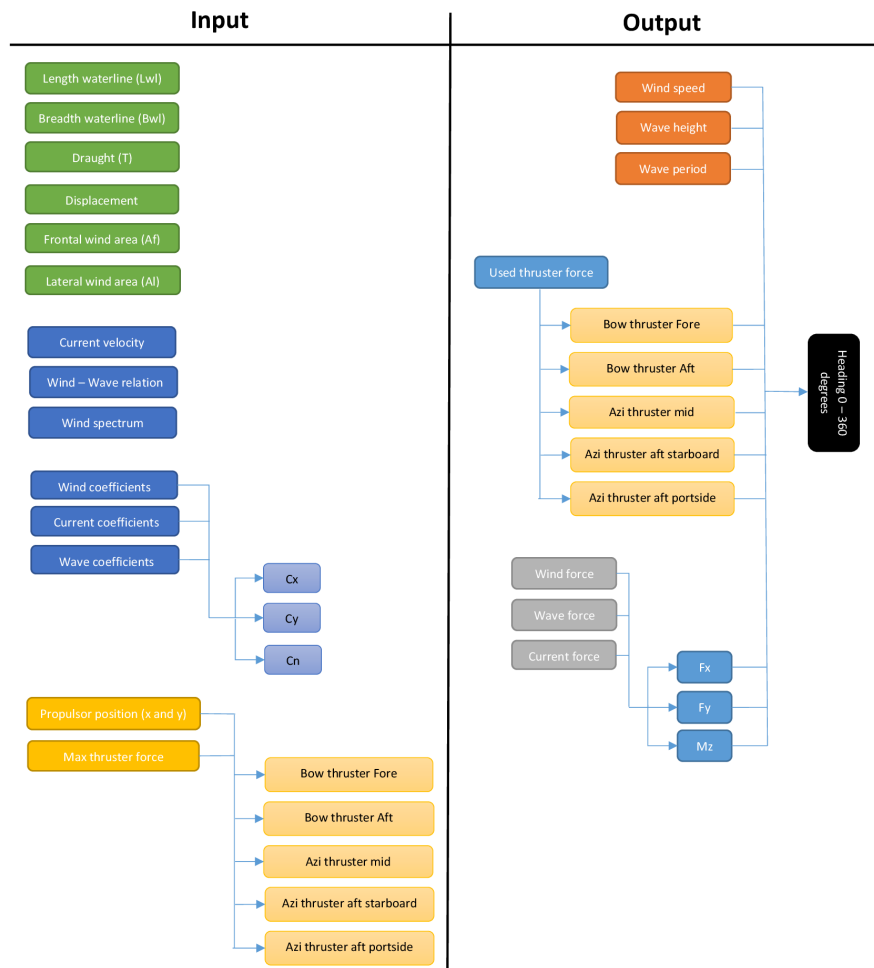 Input
Output
Length waterline (Lwl)
Breadth waterline (Bwl)
Draught (T)
Displacement
Frontal wind area (Af)
Lateral wind area (Al)
Current velocity
Wind – Wave relation
Wind spectrum
Wind coefficients
Current coefficients
Wave coefficients
Cx
Cy
Cn
Propulsor position (x and y)
Max thruster force
Bow thruster Fore
Bow thruster Aft
Azi thruster mid
Azi thruster aft starboard
Azi thruster aft portside
Wind speed
Wave height
Wave period
Used thruster force
Bow thruster Fore
Bow thruster Aft
Azi thruster mid
Azi thruster aft starboard
Azi thruster aft portside
Heading 0 – 360
degrees
Wind force
Wave force
Current force
Fx
Fy
Mz